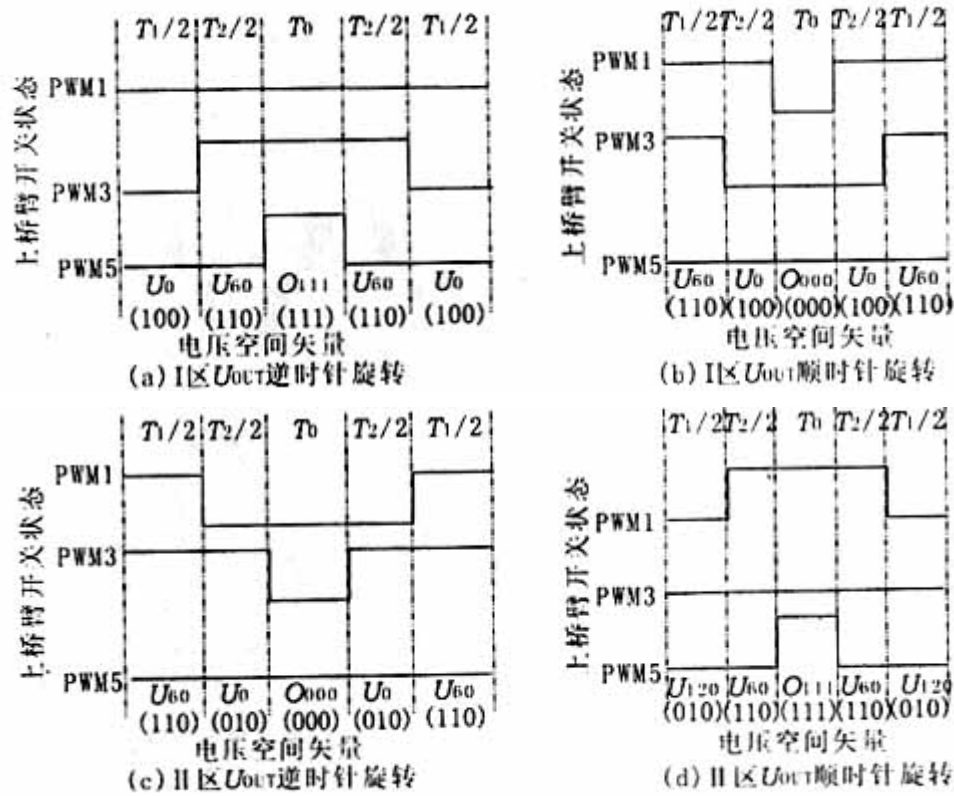 T1/2 T2/2 T0 T2/2 T1/2
上桥臂开关状态
PWM1
PWM3
PWM5
U0 U60 O111 U60 U0
(100) (110) (111) (110) (100)
电压空间矢量
(a) I区UOUT逆时针旋转
T1/2 T2/2 T0 T2/2 T1/2
上桥臂开关状态
PWM1
PWM3
PWM5
U60 U0 O000 U0 U60
(110)(100)(000)(100)(110)
电压空间矢量
(b) I区UOUT顺时针旋转
T1/2 T2/2 T0 T2/2 T1/2
上桥臂开关状态
PWM1
PWM3
PWM5
U60 U0 O000 U0 U60
(110) (010) (000) (010) (110)
电压空间矢量
(c) II区UOUT逆时针旋转
T1/2 T2/2 T0 T2/2 T1/2
上桥臂开关状态
PWM1
PWM3
PWM5
U120 U60 O111 U60 U120
(010)(110)(111)(110)(010)
电压空间矢量
(d) II区UOUT顺时针旋转